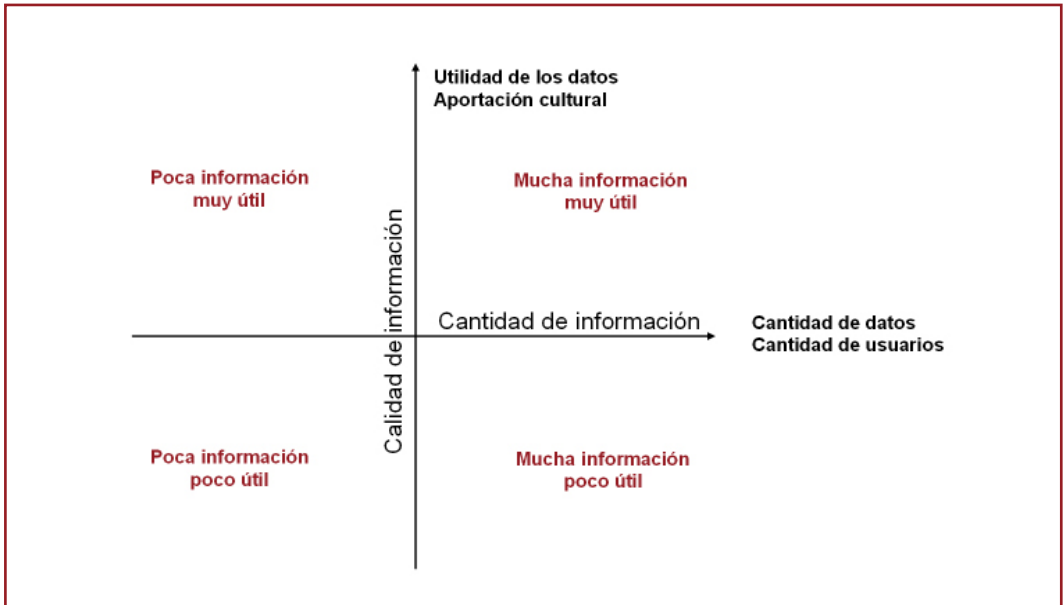 Utilidad de los datos
Aportación cultural
Poca información
muy útil
Mucha información
muy útil
Calidad de información
Cantidad de información
Cantidad de datos
Cantidad de usuarios
Poca información
poco útil
Mucha información
poco útil